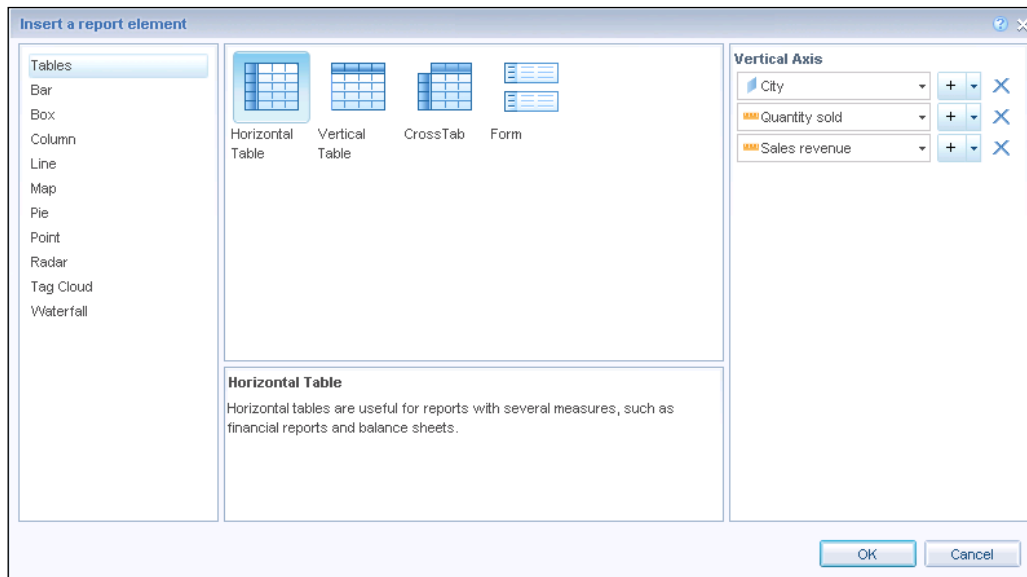 Insert a report element
Tables
Bar
Box
Column
Line
Map
Pie
Point
Radar
Tag Cloud
Waterfall
Horizontal
Table
Vertical
Table
CrossTab
Form
Horizontal Table
Horizontal tables are useful for reports with several measures, such as
financial reports and balance sheets.
Vertical Axis
City
Quantity sold
Sales revenue
OK
Cancel